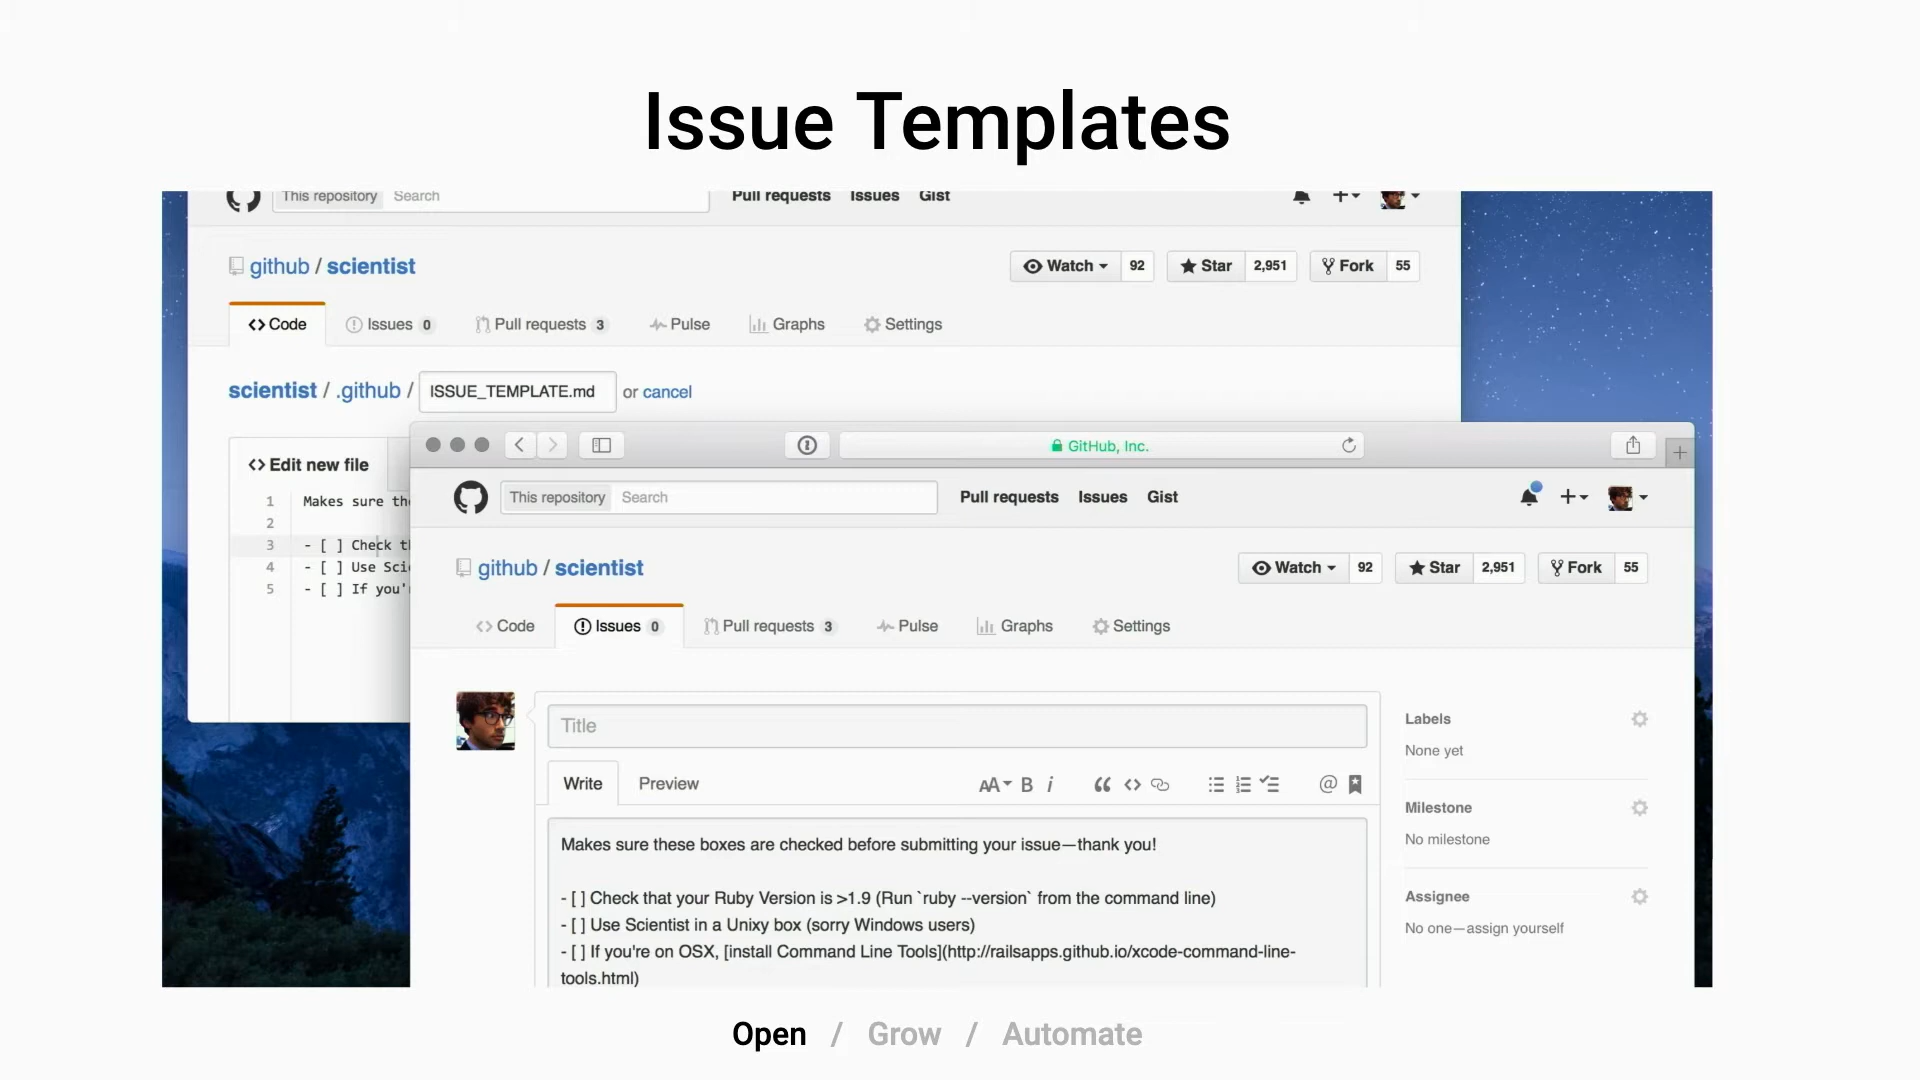 Issue Templates
This repository Search Pull requests Issues Gist
github / scientist Watch 92 Star 2,951 Fork 55
Code Issues 0 Pull requests 3 Pulse Graphs Settings
scientist / .github / ISSUE_TEMPLATE.md or cancel
Edit new file
1 Makes sure the
2
3 - [ ] Check th
4 - [ ] Use Sci
5 - [ ] If you'
GitHub, Inc.
This repository Search Pull requests Issues Gist
github / scientist Watch 92 Star 2,951 Fork 55
Code Issues 0 Pull requests 3 Pulse Graphs Settings
Title
Write Preview AA B i @
Makes sure these boxes are checked before submitting your issue—thank you!
- [ ] Check that your Ruby Version is >1.9 (Run `ruby --version` from the command line)
- [ ] Use Scientist in a Unixy box (sorry Windows users)
- [ ] If you're on OSX, [install Command Line Tools](http://railsapps.github.io/xcode-command-line-
tools.html)
Labels
None yet
Milestone
No milestone
Assignee
No one—assign yourself
Open / Grow / Automate